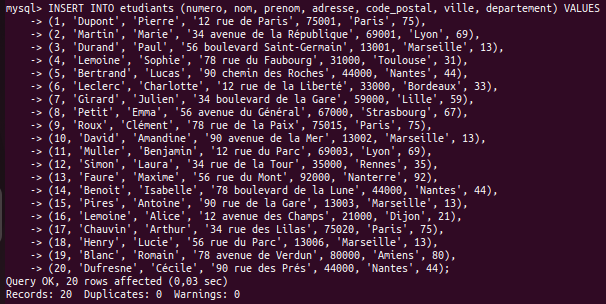 mysql> INSERT INTO etudiants (numero, nom, prenom, adresse, code_postal, ville, departement) VALUES
-> (1, 'Dupont', 'Pierre', '12 rue de Paris', 75001, 'Paris', 75),
-> (2, 'Martin', 'Marie', '34 avenue de la République', 69001, 'Lyon', 69),
-> (3, 'Durand', 'Paul', '56 boulevard Saint-Germain', 13001, 'Marseille', 13),
-> (4, 'Lemoine', 'Sophie', '78 rue du Faubourg', 31000, 'Toulouse', 31),
-> (5, 'Bertrand', 'Lucas', '90 chemin des Roches', 44000, 'Nantes', 44),
-> (6, 'Leclerc', 'Charlotte', '12 rue de la Liberté', 33000, 'Bordeaux', 33),
-> (7, 'Girard', 'Julien', '34 boulevard de la Gare', 59000, 'Lille', 59),
-> (8, 'Petit', 'Emma', '56 avenue du Général', 67000, 'Strasbourg', 67),
-> (9, 'Roux', 'Clément', '78 rue de la Paix', 75015, 'Paris', 75),
-> (10, 'David', 'Amandine', '90 avenue de la Mer', 13002, 'Marseille', 13),
-> (11, 'Muller', 'Benjamin', '12 rue du Parc', 69003, 'Lyon', 69),
-> (12, 'Simon', 'Laura', '34 rue de la Tour', 35000, 'Rennes', 35),
-> (13, 'Faure', 'Maxime', '56 rue du Mont', 92000, 'Nanterre', 92),
-> (14, 'Benoit', 'Isabelle', '78 boulevard de la Lune', 44000, 'Nantes', 44),
-> (15, 'Pires', 'Antoine', '90 rue de la Gare', 13003, 'Marseille', 13),
-> (16, 'Lemoine', 'Alice', '12 avenue des Champs', 21000, 'Dijon', 21),
-> (17, 'Chauvin', 'Arthur', '34 rue des Lilas', 75020, 'Paris', 75),
-> (18, 'Henry', 'Lucie', '56 rue du Parc', 13006, 'Marseille', 13),
-> (19, 'Blanc', 'Romain', '78 avenue de Verdun', 80000, 'Amiens', 80),
-> (20, 'Dufresne', 'Cécile', '90 rue des Prés', 44000, 'Nantes', 44);
Query OK, 20 rows affected (0,03 sec)
Records: 20  Duplicates: 0  Warnings: 0